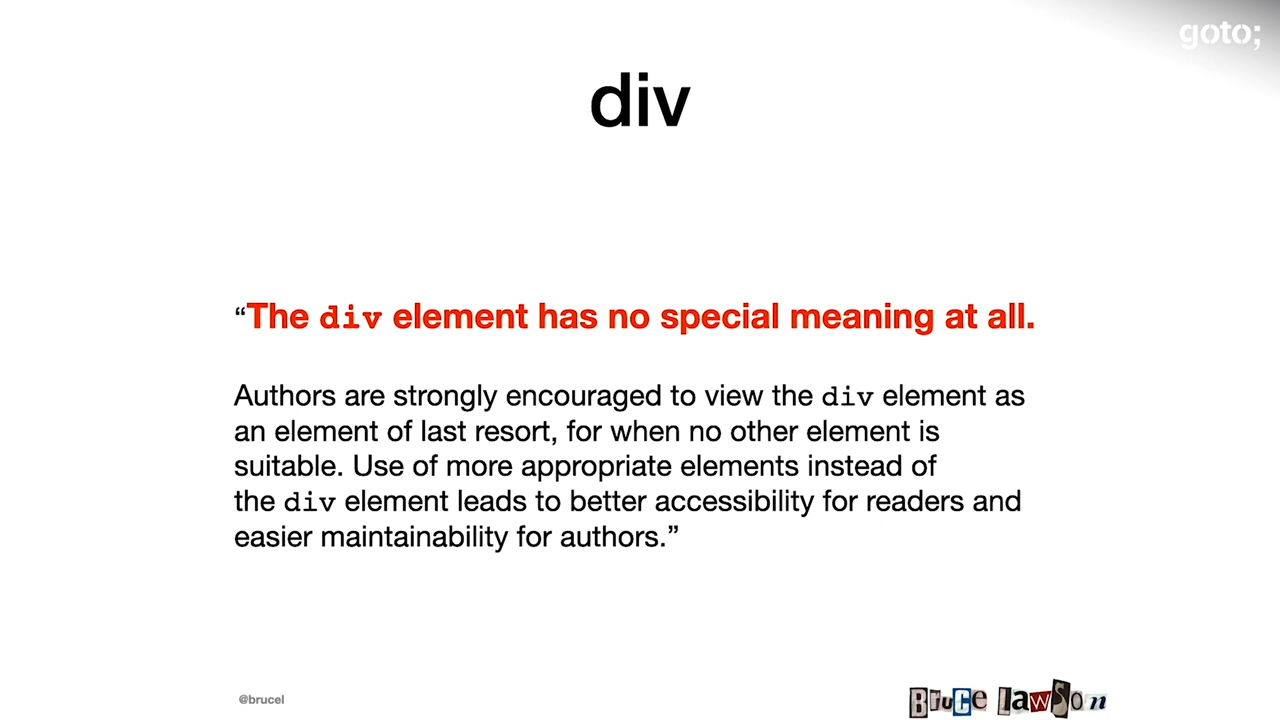 goto;
div
“The div element has no special meaning at all.
Authors are strongly encouraged to view the div element as
an element of last resort, for when no other element is
suitable. Use of more appropriate elements instead of
the div element leads to better accessibility for readers and
easier maintainability for authors.”
@brucel
BruCe LawSon